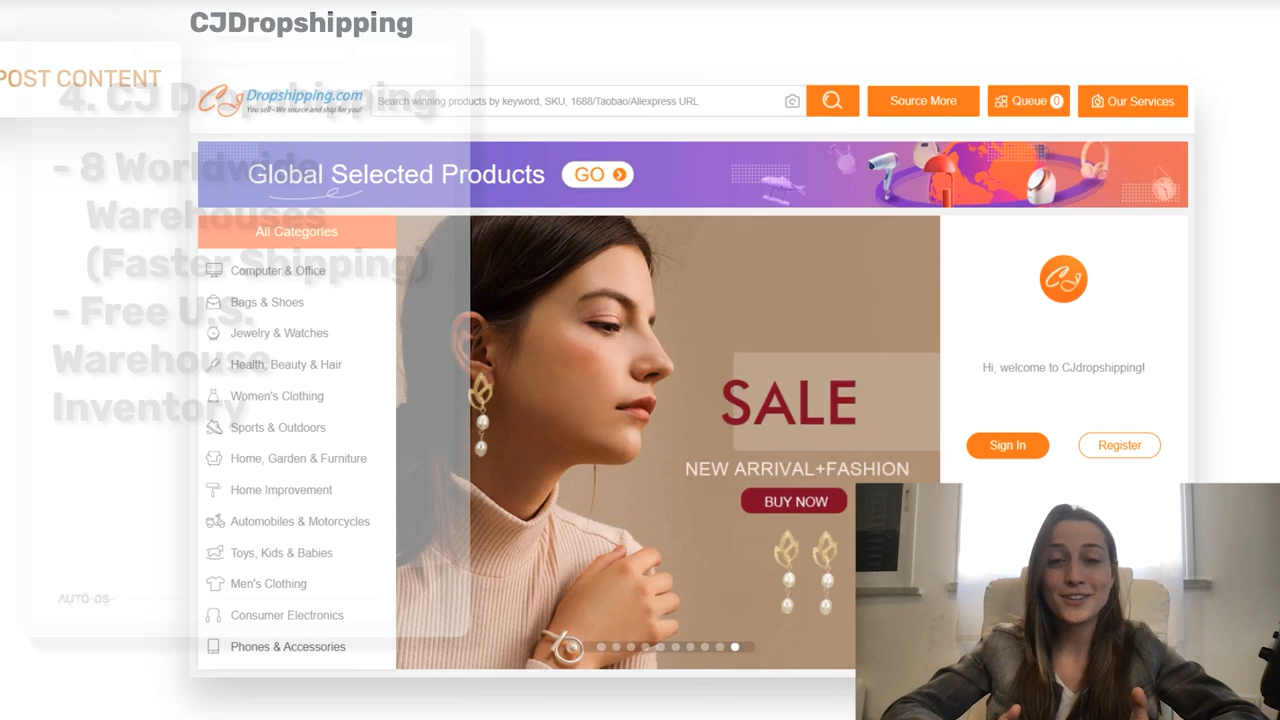 CJDropshipping
POST CONTENT
4. CJ Dropshipping
- 8 Worldwide
Warehouses
(Faster Shipping)
- Free U.S.
Warehouse
Inventory
AUTO DS
CJ Dropshipping.com
You sell - We source and ship for you!
Search winning products by keyword, SKU, 1688/Taobao/Aliexpress URL
Source More
Queue 0
Our Services
Global Selected Products
GO
All Categories
Computer & Office
Bags & Shoes
Jewelry & Watches
Health, Beauty & Hair
Women's Clothing
Sports & Outdoors
Home, Garden & Furniture
Home Improvement
Automobiles & Motorcycles
Toys, Kids & Babies
Men's Clothing
Consumer Electronics
Phones & Accessories
SALE
NEW ARRIVAL+FASHION
BUY NOW
CJ
Hi, welcome to CJdropshipping!
Sign In
Register